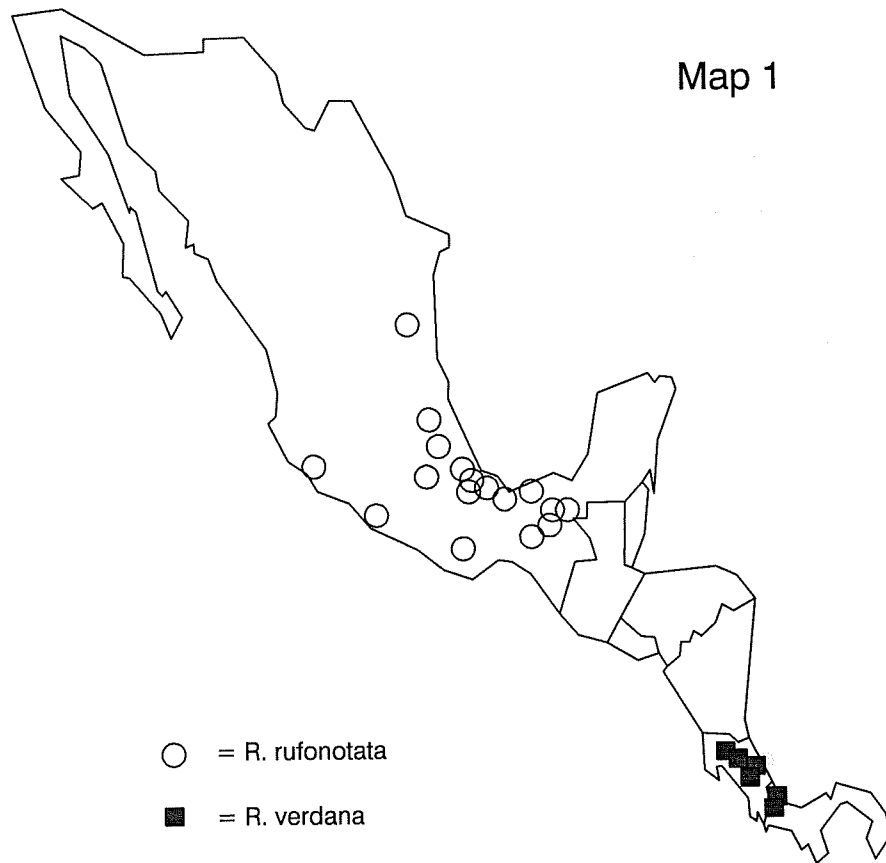 Map 1
= R. rufonotata
= R. verdana